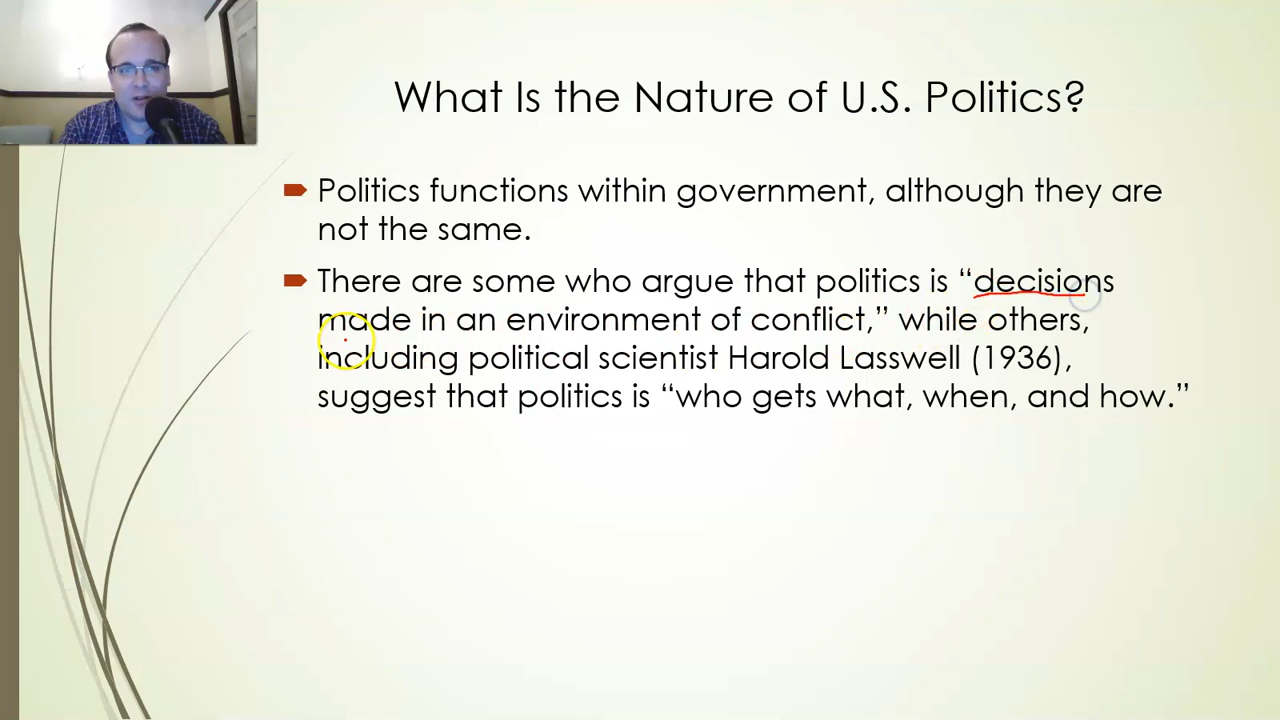 What Is the Nature of U.S. Politics?
Politics functions within government, although they are
not the same.
There are some who argue that politics is “decisions
made in an environment of conflict,” while others,
including political scientist Harold Lasswell (1936),
suggest that politics is “who gets what, when, and how.”